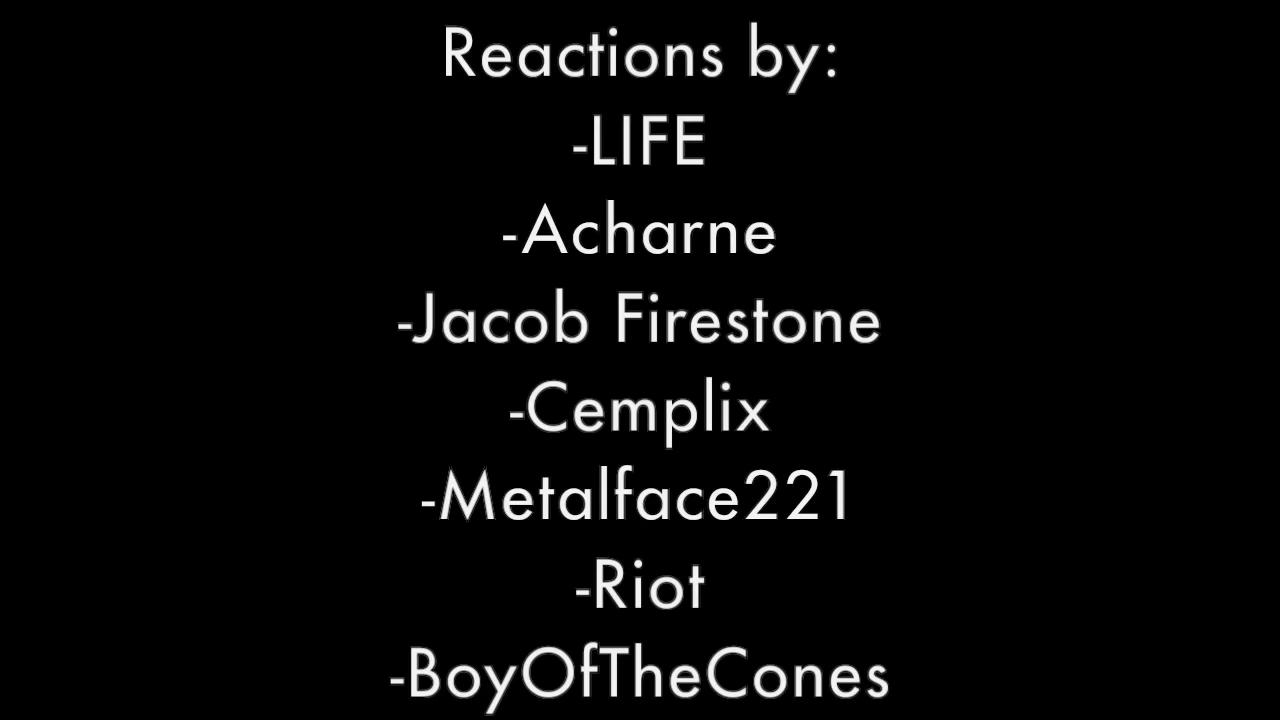 Reactions by:
-LIFE
-Acharne
-Jacob Firestone
-Cemplix
-Metalface221
-Riot
-BoyOfTheCones